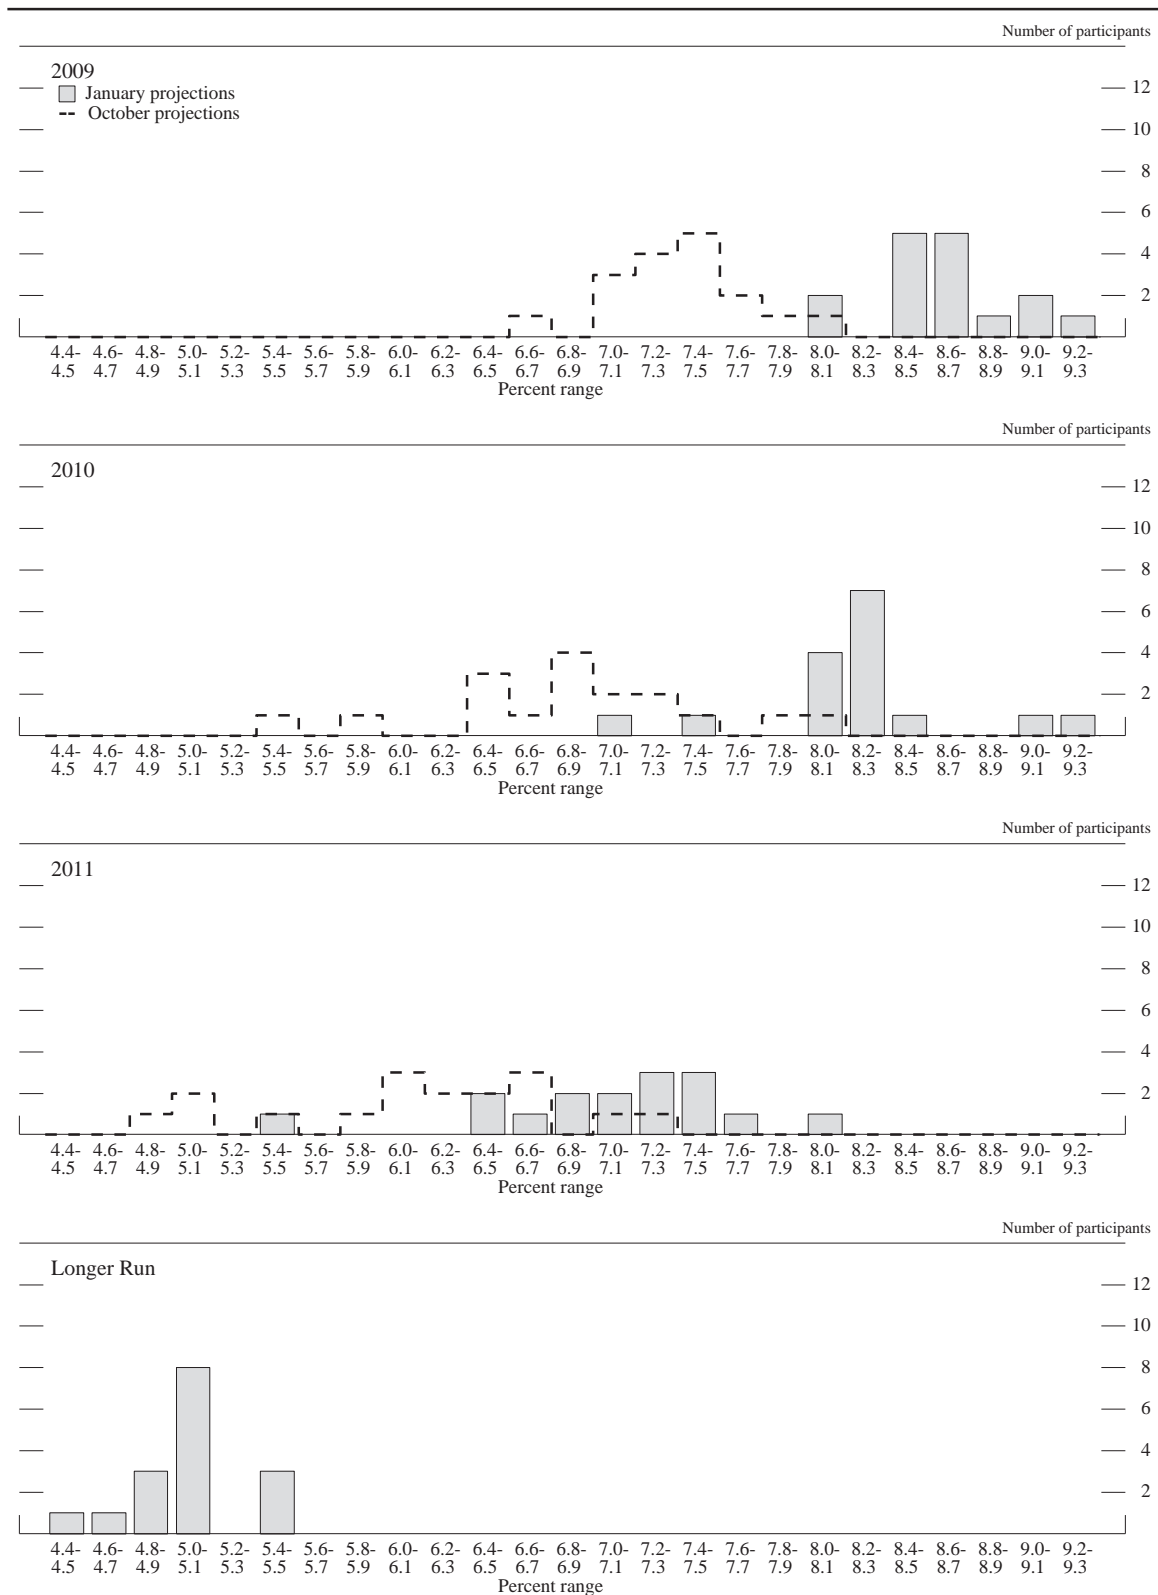 Number of participants
2009
January projections
October projections
12
10
8
6
4
2
4.4- 4.6- 4.8- 5.0- 5.2- 5.4- 5.6- 5.8- 6.0- 6.2- 6.4- 6.6- 6.8- 7.0- 7.2- 7.4- 7.6- 7.8- 8.0- 8.2- 8.4- 8.6- 8.8- 9.0- 9.2-
4.5 4.7 4.9 5.1 5.3 5.5 5.7 5.9 6.1 6.3 6.5 6.7 6.9 7.1 7.3 7.5 7.7 7.9 8.1 8.3 8.5 8.7 8.9 9.1 9.3
Percent range
Number of participants
2010
12
10
8
6
4
2
4.4- 4.6- 4.8- 5.0- 5.2- 5.4- 5.6- 5.8- 6.0- 6.2- 6.4- 6.6- 6.8- 7.0- 7.2- 7.4- 7.6- 7.8- 8.0- 8.2- 8.4- 8.6- 8.8- 9.0- 9.2-
4.5 4.7 4.9 5.1 5.3 5.5 5.7 5.9 6.1 6.3 6.5 6.7 6.9 7.1 7.3 7.5 7.7 7.9 8.1 8.3 8.5 8.7 8.9 9.1 9.3
Percent range
Number of participants
2011
12
10
8
6
4
2
4.4- 4.6- 4.8- 5.0- 5.2- 5.4- 5.6- 5.8- 6.0- 6.2- 6.4- 6.6- 6.8- 7.0- 7.2- 7.4- 7.6- 7.8- 8.0- 8.2- 8.4- 8.6- 8.8- 9.0- 9.2-
4.5 4.7 4.9 5.1 5.3 5.5 5.7 5.9 6.1 6.3 6.5 6.7 6.9 7.1 7.3 7.5 7.7 7.9 8.1 8.3 8.5 8.7 8.9 9.1 9.3
Percent range
Number of participants
Longer Run
12
10
8
6
4
2
4.4- 4.6- 4.8- 5.0- 5.2- 5.4- 5.6- 5.8- 6.0- 6.2- 6.4- 6.6- 6.8- 7.0- 7.2- 7.4- 7.6- 7.8- 8.0- 8.2- 8.4- 8.6- 8.8- 9.0- 9.2-
4.5 4.7 4.9 5.1 5.3 5.5 5.7 5.9 6.1 6.3 6.5 6.7 6.9 7.1 7.3 7.5 7.7 7.9 8.1 8.3 8.5 8.7 8.9 9.1 9.3
Percent range